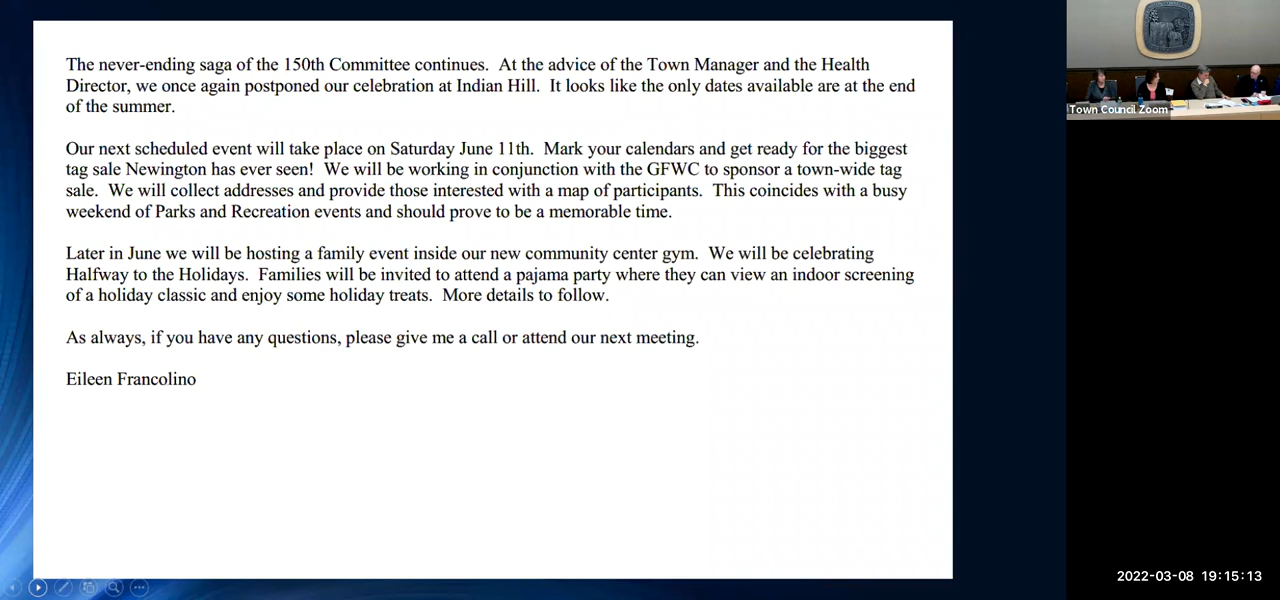 The never-ending saga of the 150th Committee continues.  At the advice of the Town Manager and the Health
Director, we once again postponed our celebration at Indian Hill.  It looks like the only dates available are at the end
of the summer.
Our next scheduled event will take place on Saturday June 11th.  Mark your calendars and get ready for the biggest
tag sale Newington has ever seen!  We will be working in conjunction with the GFWC to sponsor a town-wide tag
sale.  We will collect addresses and provide those interested with a map of participants.  This coincides with a busy
weekend of Parks and Recreation events and should prove to be a memorable time.
Later in June we will be hosting a family event inside our new community center gym.  We will be celebrating
Halfway to the Holidays.  Families will be invited to attend a pajama party where they can view an indoor screening
of a holiday classic and enjoy some holiday treats.  More details to follow.
As always, if you have any questions, please give me a call or attend our next meeting.
Eileen Francolino
Town Council Zoom
2022-03-08 19:15:13